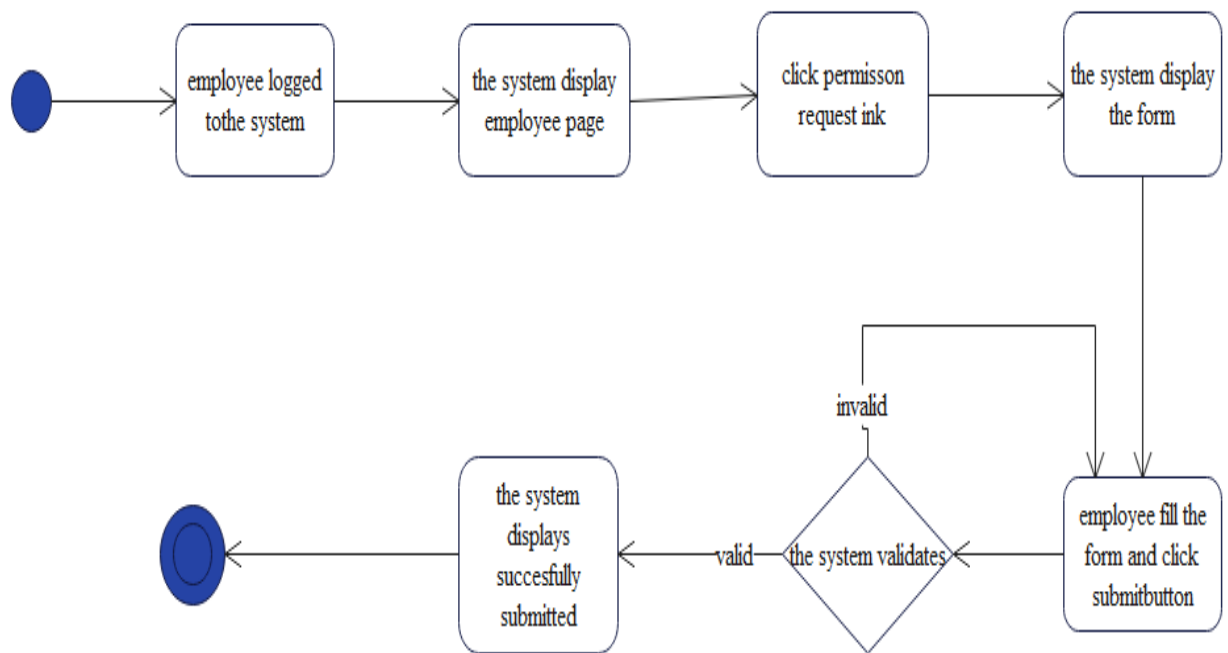 employee logged
tothe system
the system display
employee page
click permisson
request ink
the system display
the form
invalid
employee fill the
form and click
submitbutton
the system validates
valid
the system
displays
succesfully
submitted